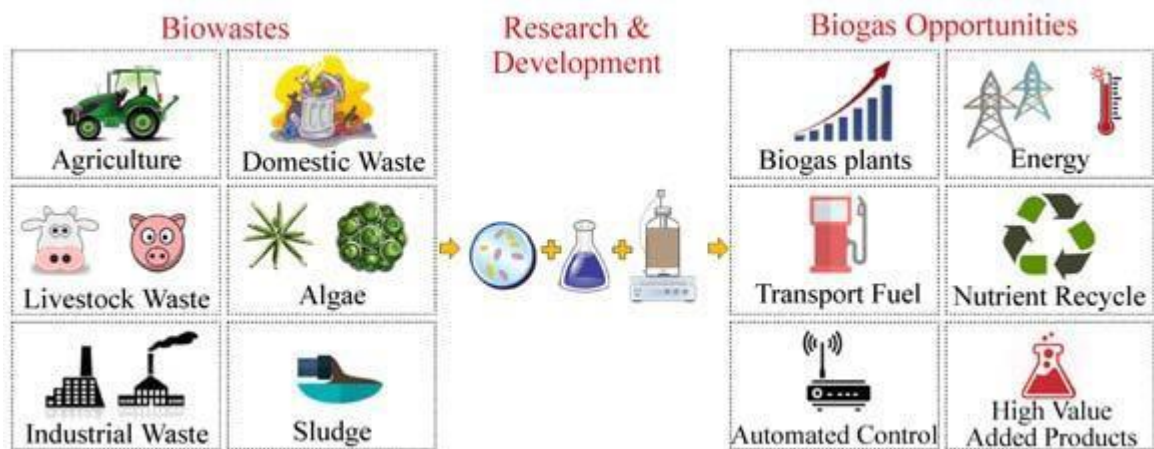 Biowastes
Agriculture
Domestic Waste
Livestock Waste
Algae
Industrial Waste
Sludge
Research &
Development
Biogas Opportunities
Biogas plants
Energy
Transport Fuel
Nutrient Recycle
Automated Control
High Value
Added Products